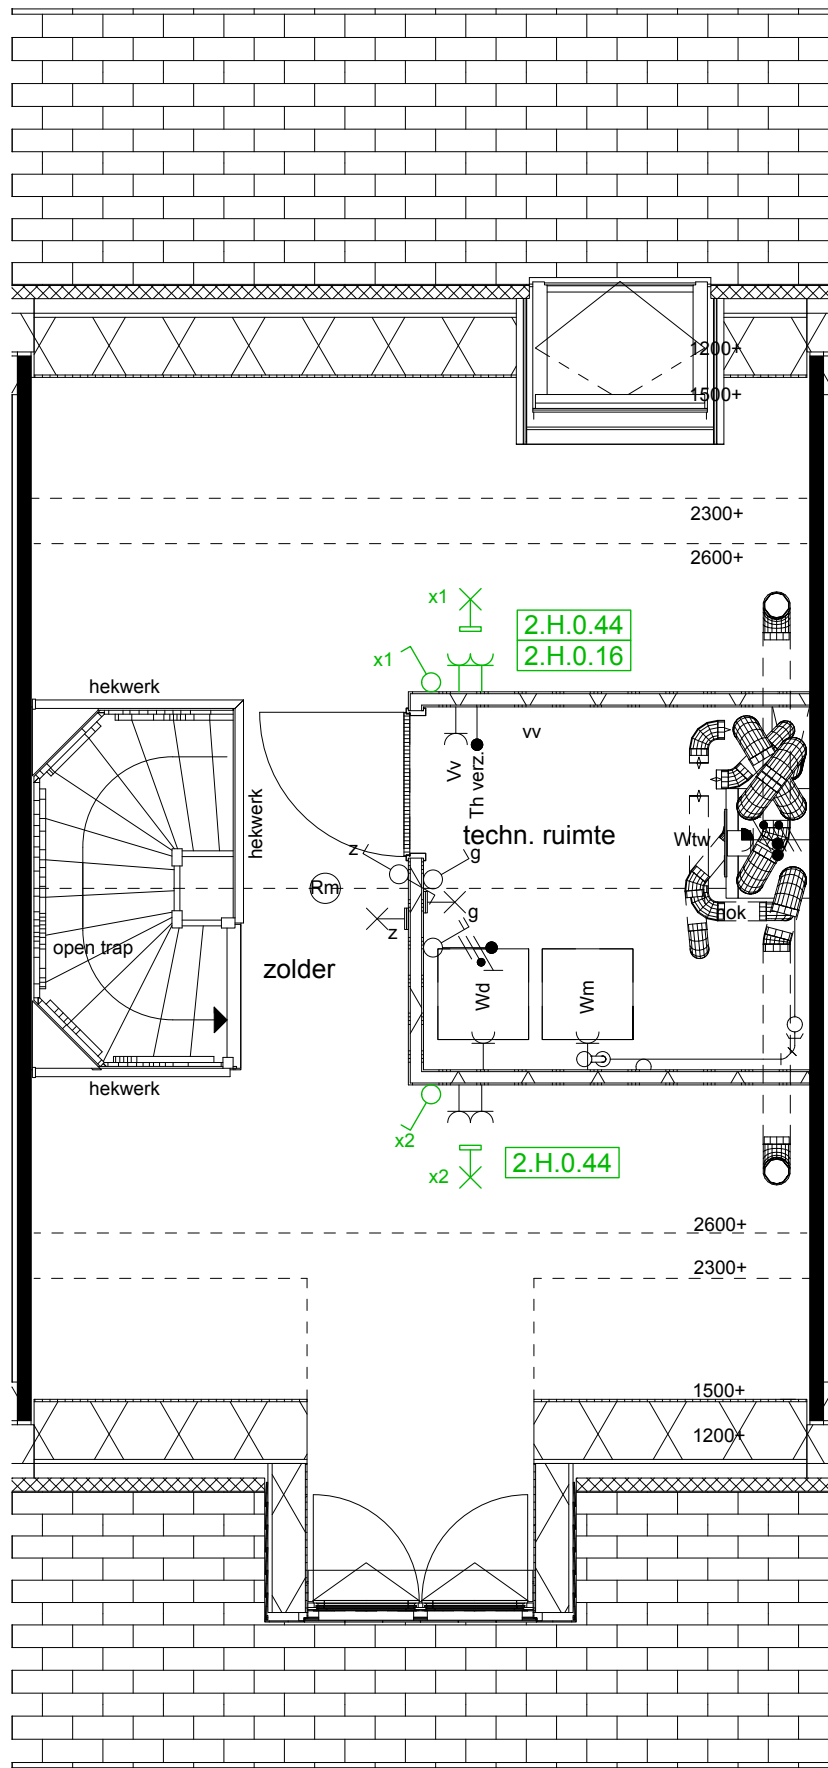 1200+
1500+
2300+
2600+
x1
2.H.0.44
x1
2.H.0.16
hekwerk
vv
Vv
Th verz.
hekwerk
techn. ruimte
Wtw
z
g
Rm
g
nok
z
open trap
zolder
Wd
Wm
hekwerk
x2
2.H.0.44
x2
2600+
2300+
1500+
1200+